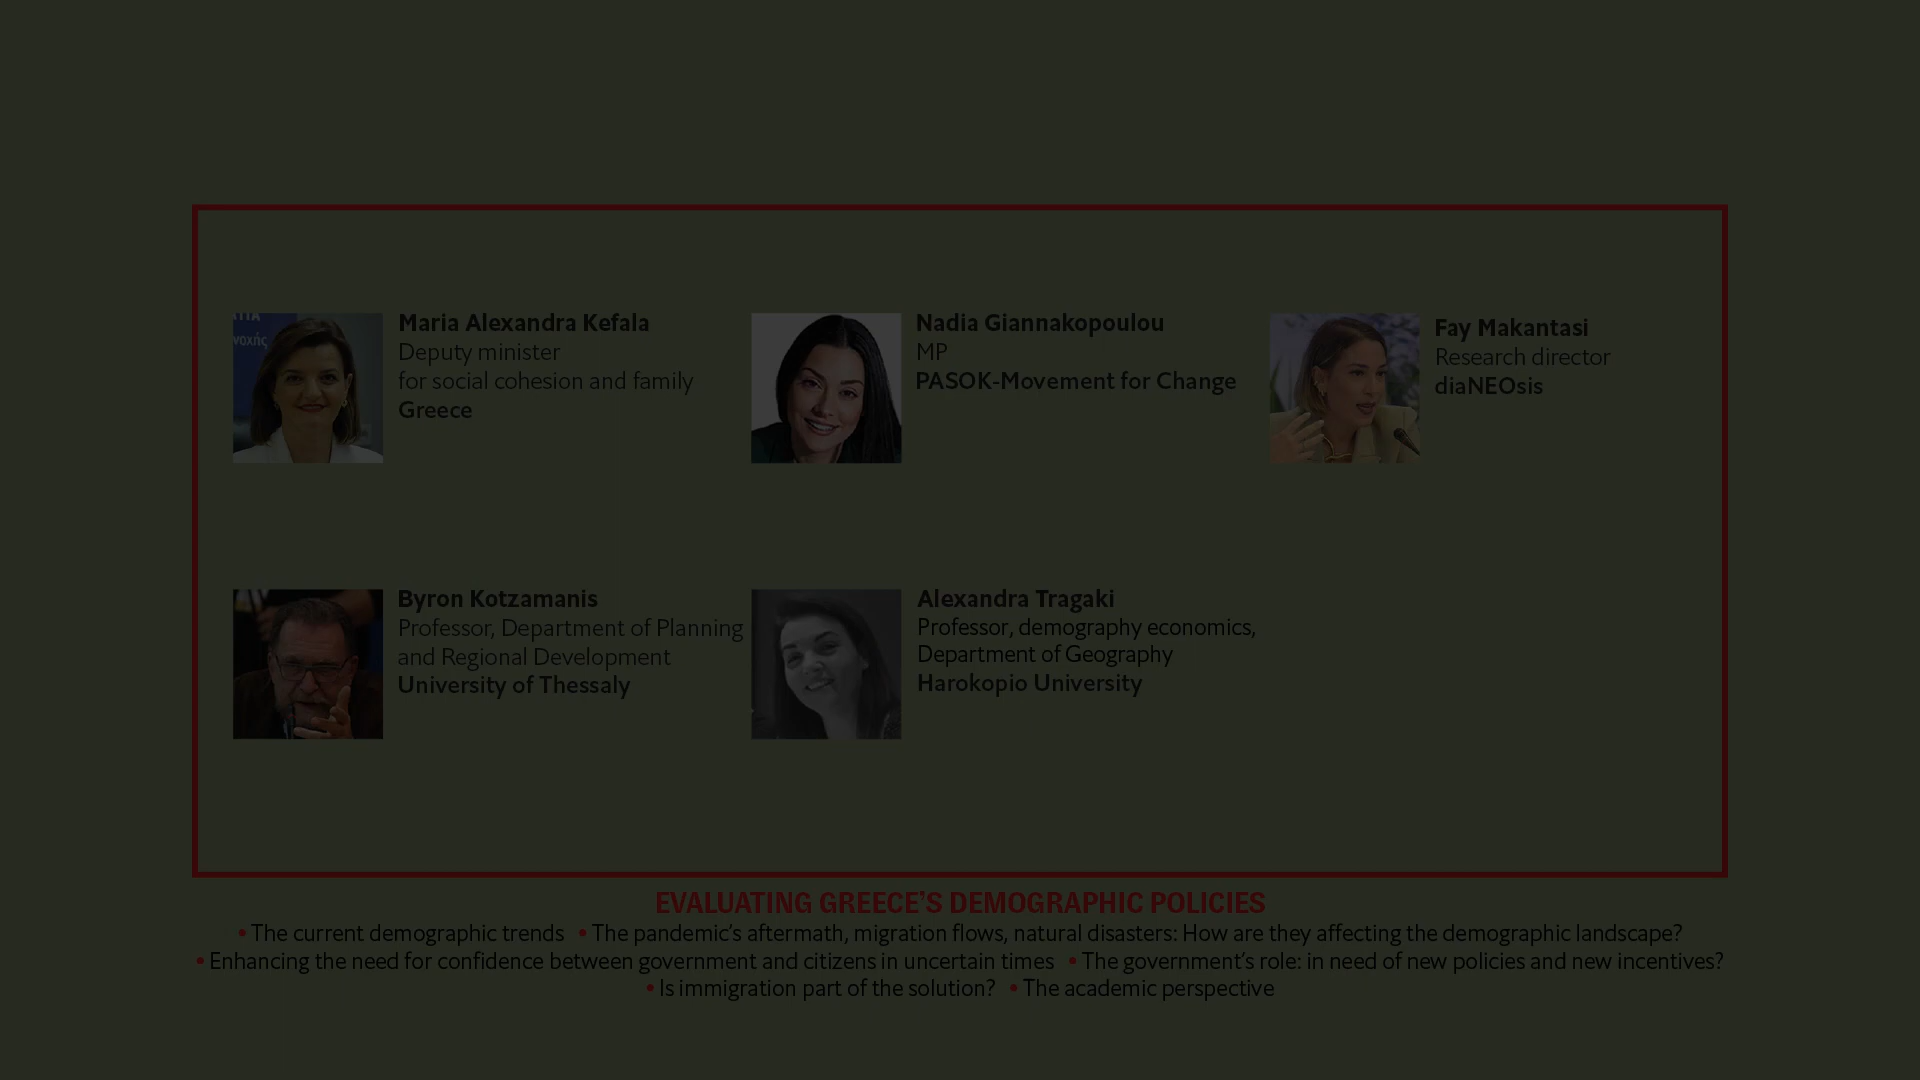 ΙΤΤΑ
νοχής
Maria Alexandra Kefala
Deputy minister
for social cohesion and family
Greece
Nadia Giannakopoulou
MP
PASOK-Movement for Change
Fay Makantasi
Research director
diaNEOsis
Byron Kotzamanis
Professor, Department of Planning
and Regional Development
University of Thessaly
Alexandra Tragaki
Professor, demography economics,
Department of Geography
Harokopio University
EVALUATING GREECE'S DEMOGRAPHIC POLICIES
• The current demographic trends • The pandemic's aftermath, migration flows, natural disasters: How are they affecting the demographic landscape?
• Enhancing the need for confidence between government and citizens in uncertain times • The government's role: in need of new policies and new incentives?
• Is immigration part of the solution? • The academic perspective